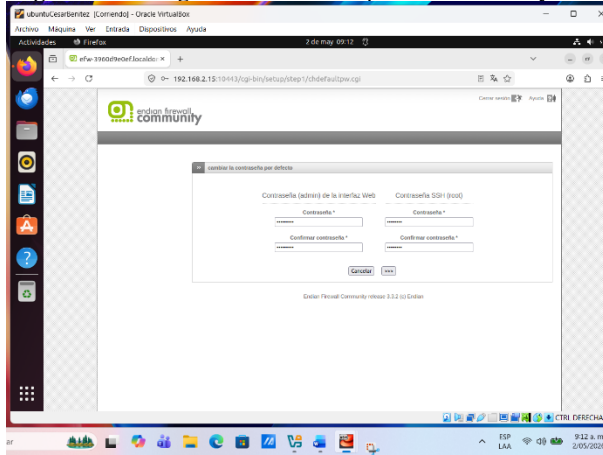 ubuntuCesarBenitez [Corriendo] - Oracle VirtualBox
Archivo Máquina Ver Entrada Dispositivos Ayuda
Actividades Firefox 2 de may 09:12
efw-3960d9e0ef.localdor
192.168.2.15:10443/cgi-bin/setup/step1/chdefaultpw.cgi
endian firewall community
Cerrar sesión Ayuda
cambiar la contraseña por defecto
Contraseña (admin) de la interfaz Web Contraseña SSH (root)
Contraseña * Contraseña *
Confirmar contraseña * Confirmar contraseña *
Cancelar >>>
Endian Firewall Community release 3.3.2 (c) Endian
CTRL DERECHA
ar
ESP 9:12 a. m.
LAA 2/05/202